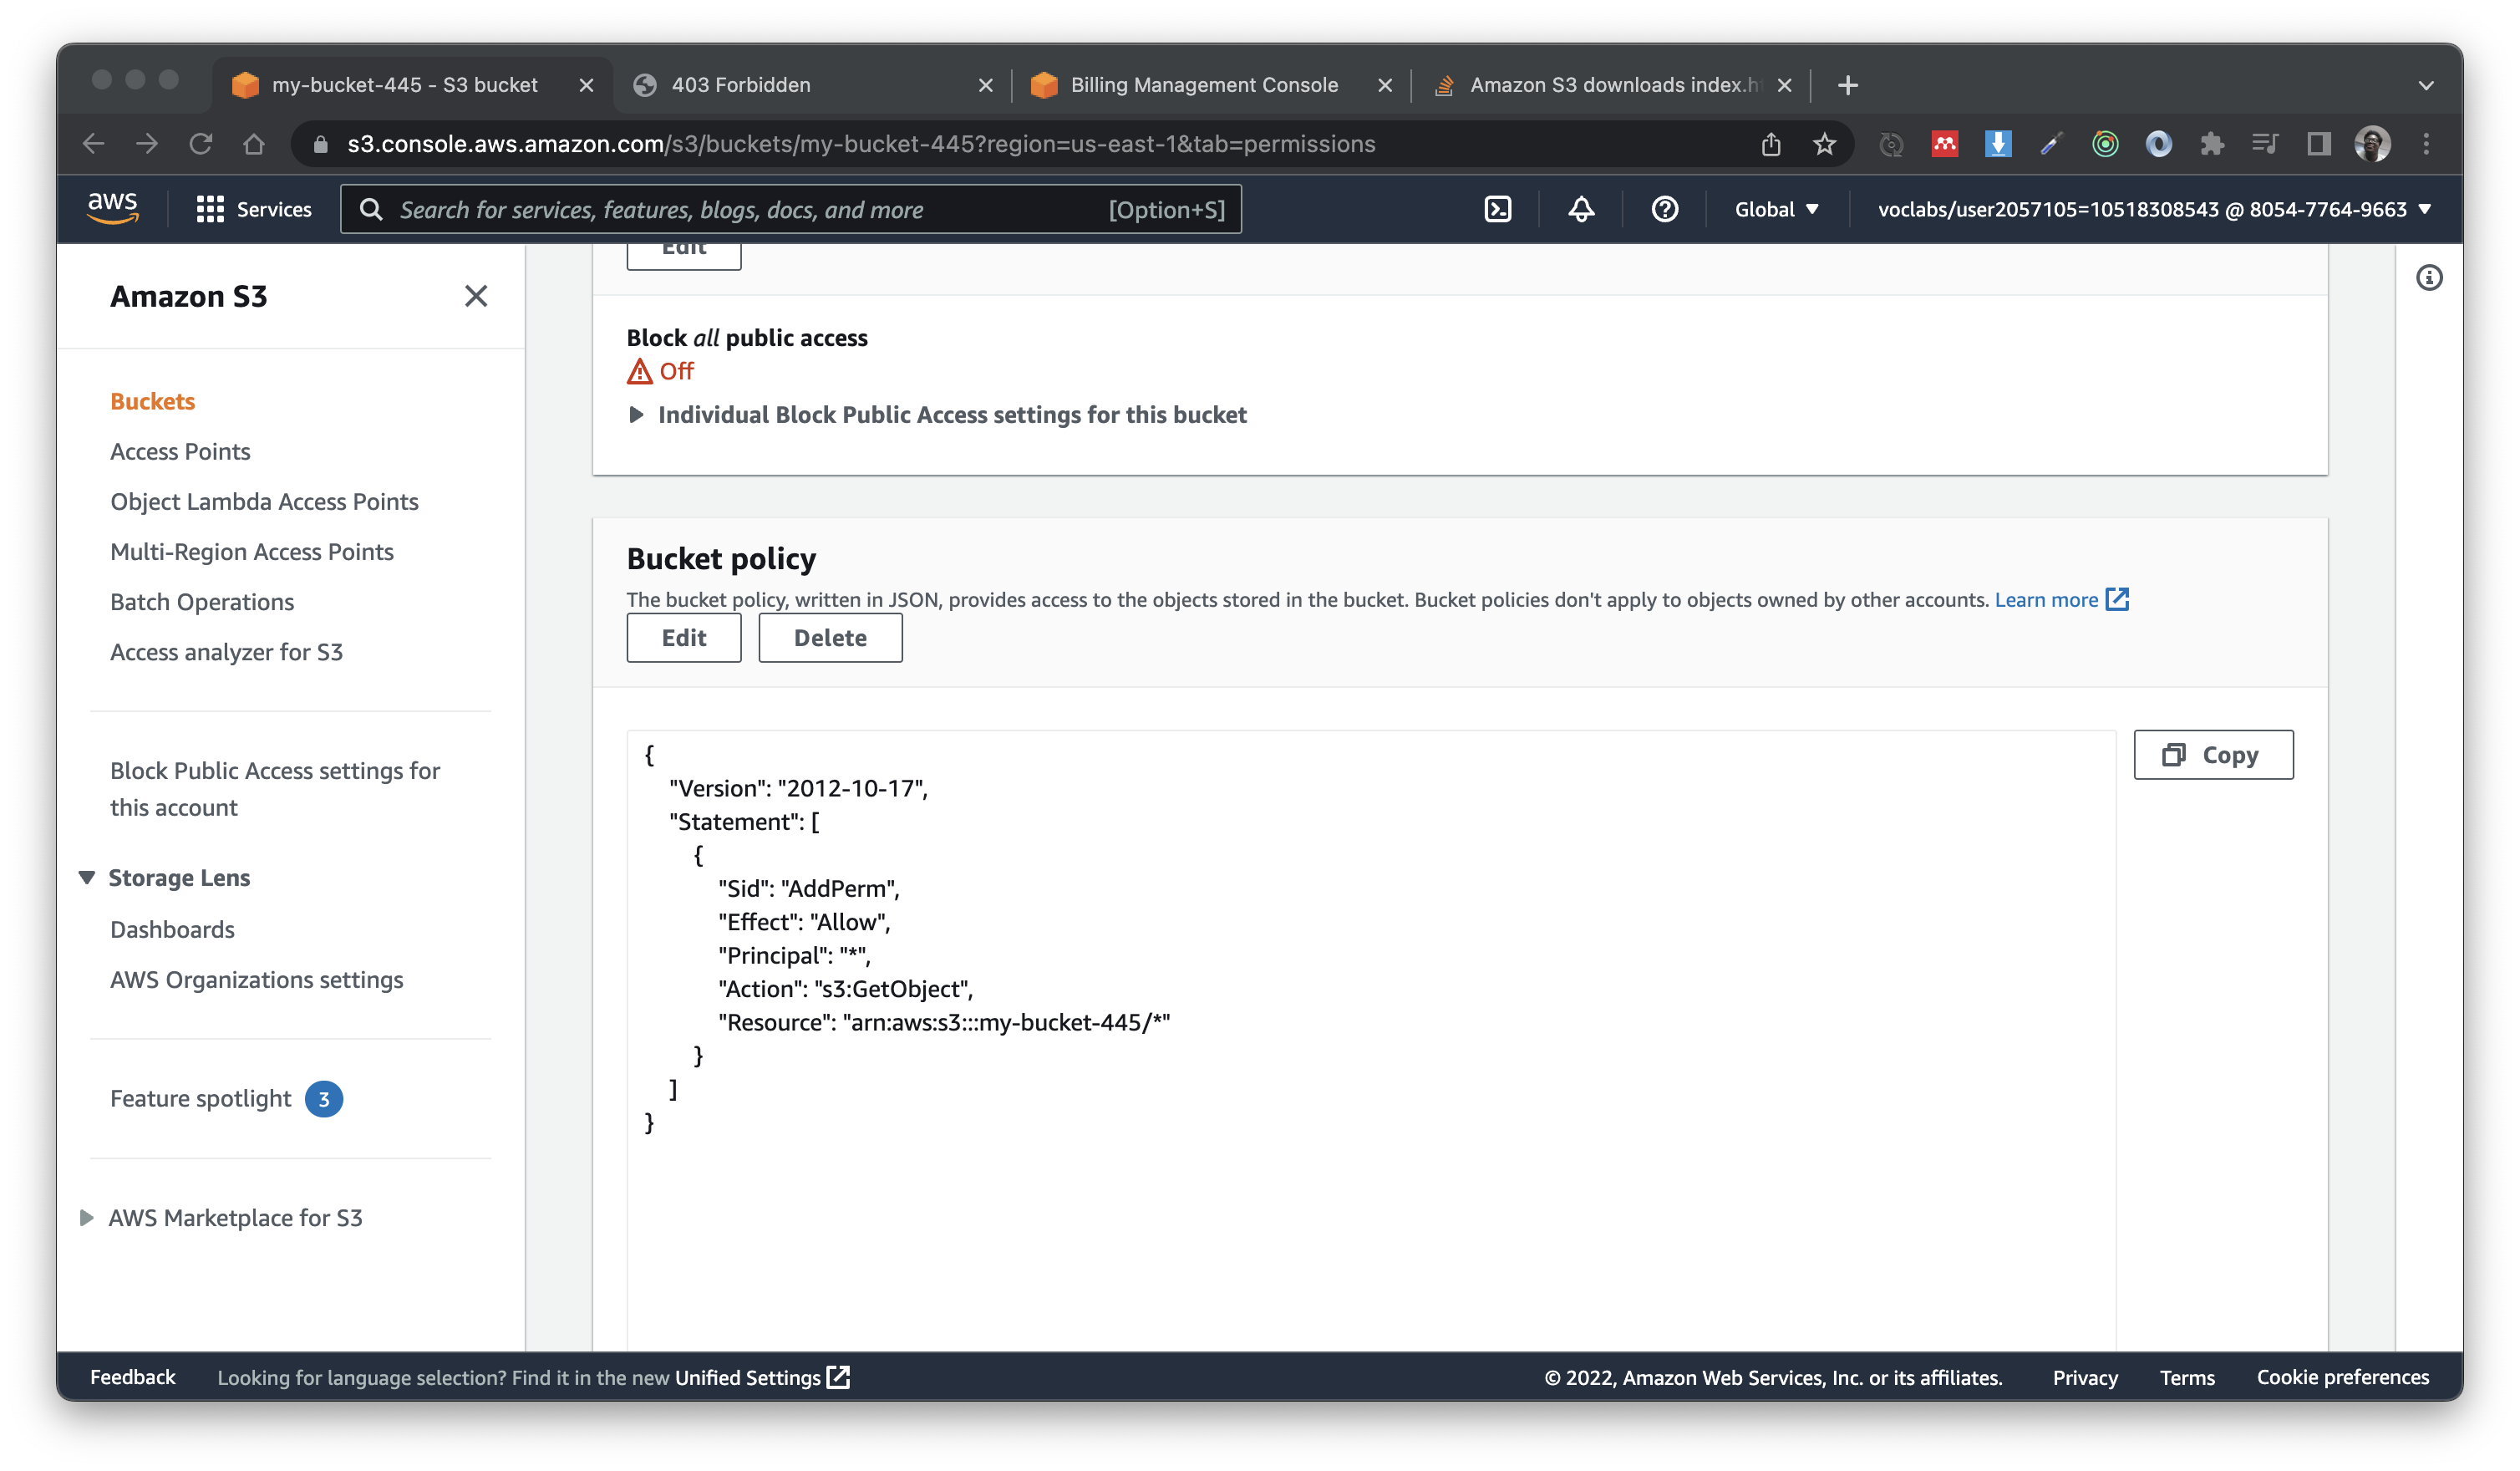 my-bucket-445 - S3 bucket
403 Forbidden
Billing Management Console
Amazon S3 downloads index.h
s3.console.aws.amazon.com/s3/buckets/my-bucket-445?region=us-east-1&tab=permissions
aws
Services
Search for services, features, blogs, docs, and more
[Option+S]
Global
voclabs/user2057105=10518308543 @ 8054-7764-9663
Amazon S3
Buckets
Access Points
Object Lambda Access Points
Multi-Region Access Points
Batch Operations
Access analyzer for S3
Block Public Access settings for
this account
Storage Lens
Dashboards
AWS Organizations settings
Feature spotlight 3
AWS Marketplace for S3
Edit
Block all public access
Off
Individual Block Public Access settings for this bucket
Bucket policy
The bucket policy, written in JSON, provides access to the objects stored in the bucket. Bucket policies don't apply to objects owned by other accounts. Learn more
Edit
Delete
Copy
{
"Version": "2012-10-17",
"Statement": [
{
"Sid": "AddPerm",
"Effect": "Allow",
"Principal": "*",
"Action": "s3:GetObject",
"Resource": "arn:aws:s3:::my-bucket-445/*"
}
]
}
Feedback
Looking for language selection? Find it in the new Unified Settings
© 2022, Amazon Web Services, Inc. or its affiliates.
Privacy
Terms
Cookie preferences